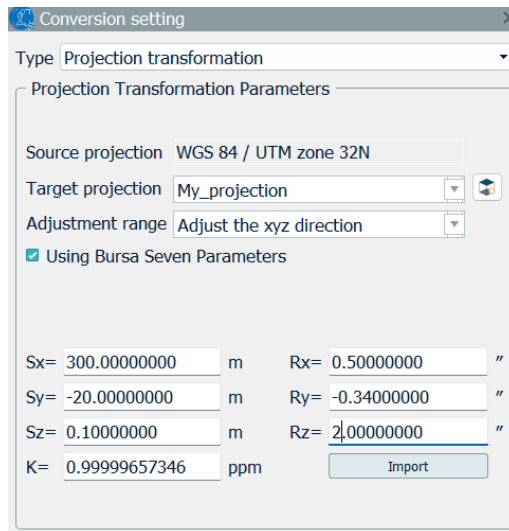 Conversion setting
Type Projection transformation
Projection Transformation Parameters
Source projection WGS 84 / UTM zone 32N
Target projection My_projection
Adjustment range Adjust the xyz direction
Using Bursa Seven Parameters
Sx= 300.00000000 m Rx= 0.50000000 "
Sy= -20.00000000 m Ry= -0.34000000 "
Sz= 0.10000000 m Rz= 2.00000000 "
K= 0.99999657346 ppm Import